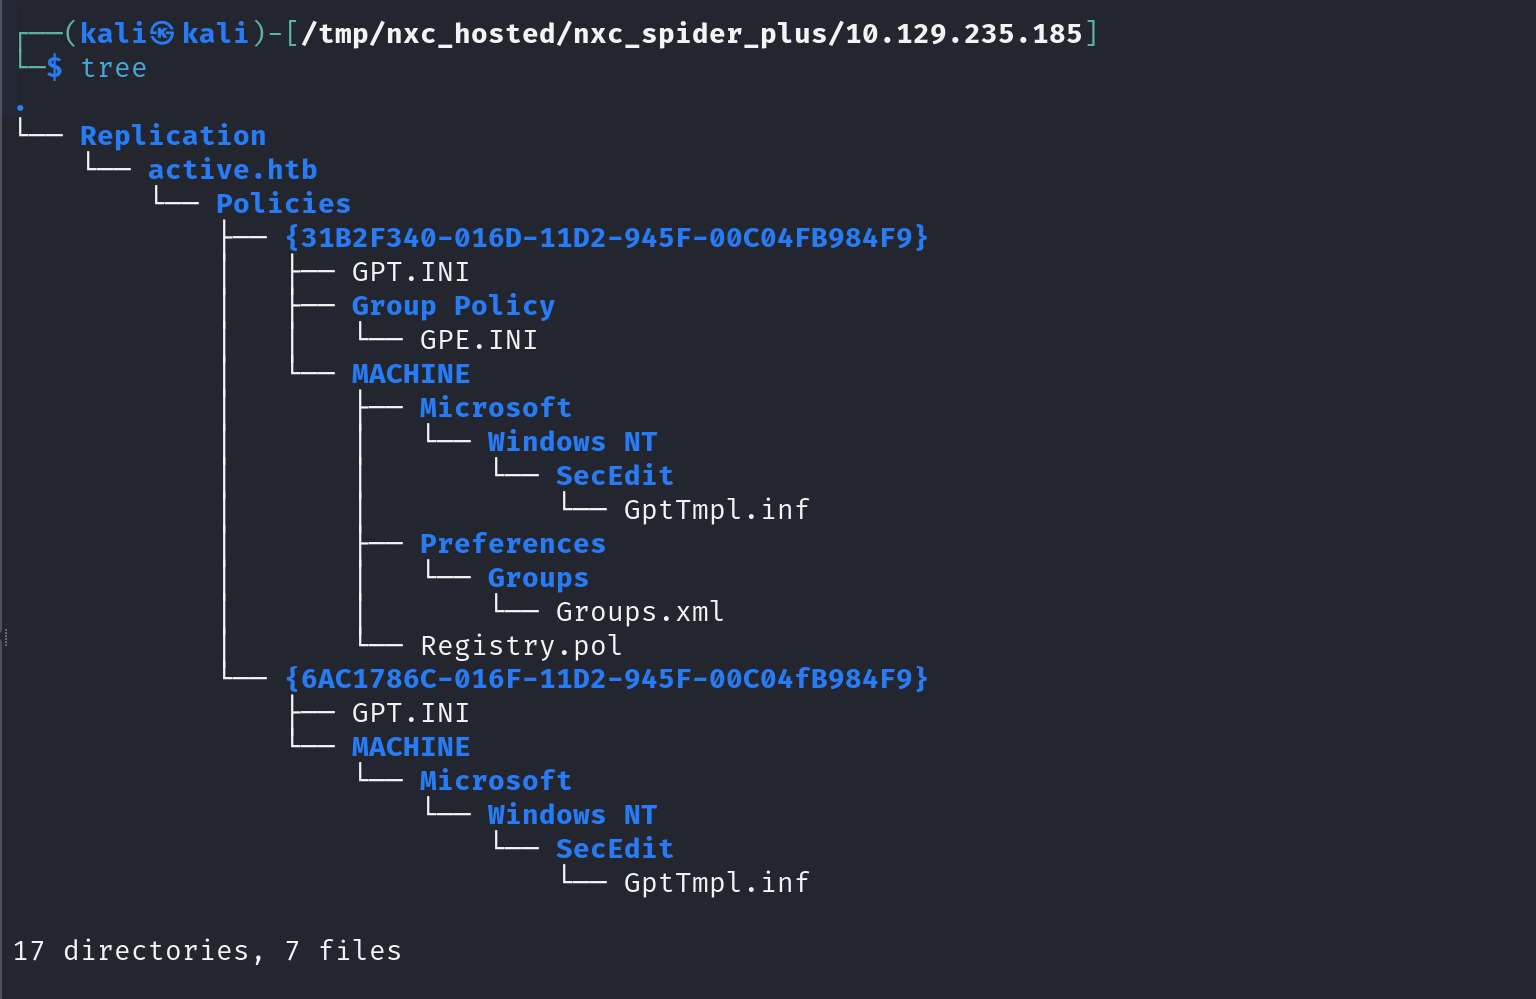 ┌──(kali㉿kali)-[/tmp/nxc_hosted/nxc_spider_plus/10.129.235.185]
└─$ tree
.
└── Replication
    └── active.htb
        └── Policies
            ├── {31B2F340-016D-11D2-945F-00C04FB984F9}
            │   ├── GPT.INI
            │   ├── Group Policy
            │   │   └── GPE.INI
            │   └── MACHINE
            │       ├── Microsoft
            │       │   └── Windows NT
            │       │       └── SecEdit
            │       │           └── GptTmpl.inf
            │       ├── Preferences
            │       │   └── Groups
            │       │       └── Groups.xml
            │       └── Registry.pol
            └── {6AC1786C-016F-11D2-945F-00C04fB984F9}
                ├── GPT.INI
                └── MACHINE
                    └── Microsoft
                        └── Windows NT
                            └── SecEdit
                                └── GptTmpl.inf
17 directories, 7 files